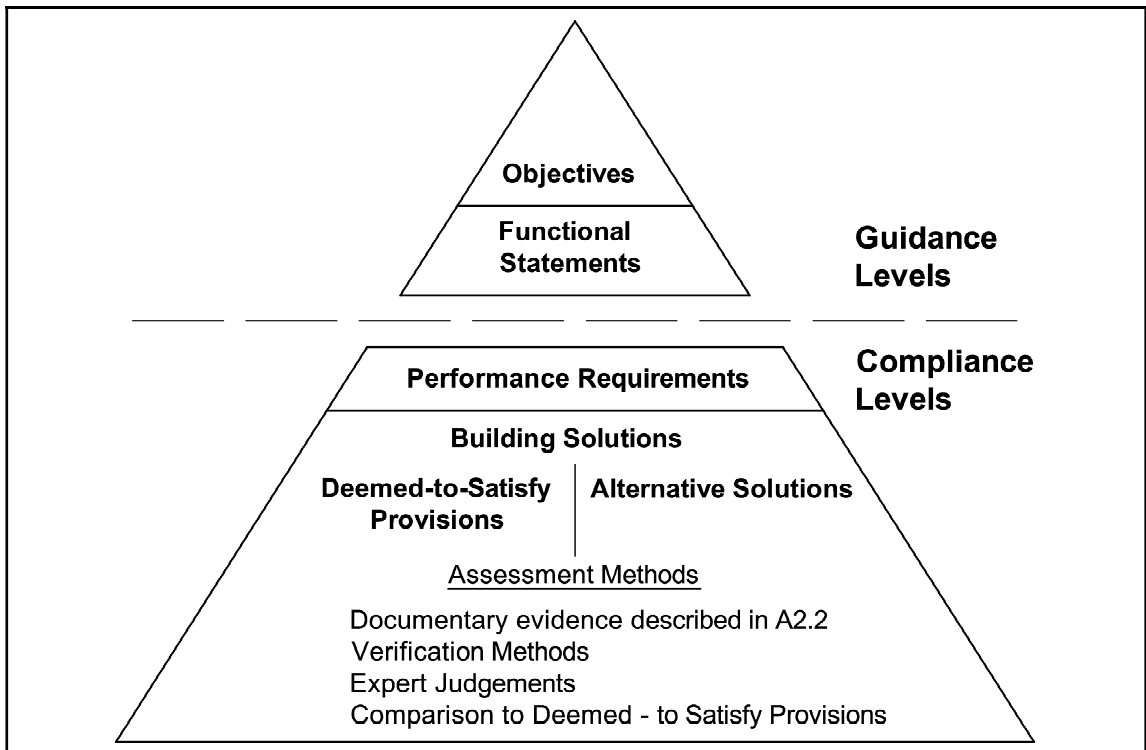 Objectives
Functional
Statements
Guidance
Levels
Compliance
Levels
Performance Requirements
Building Solutions
Deemed-to-Satisfy
Provisions
Alternative Solutions
Assessment Methods
Documentary evidence described in A2.2
Verification Methods
Expert Judgements
Comparison to Deemed - to Satisfy Provisions